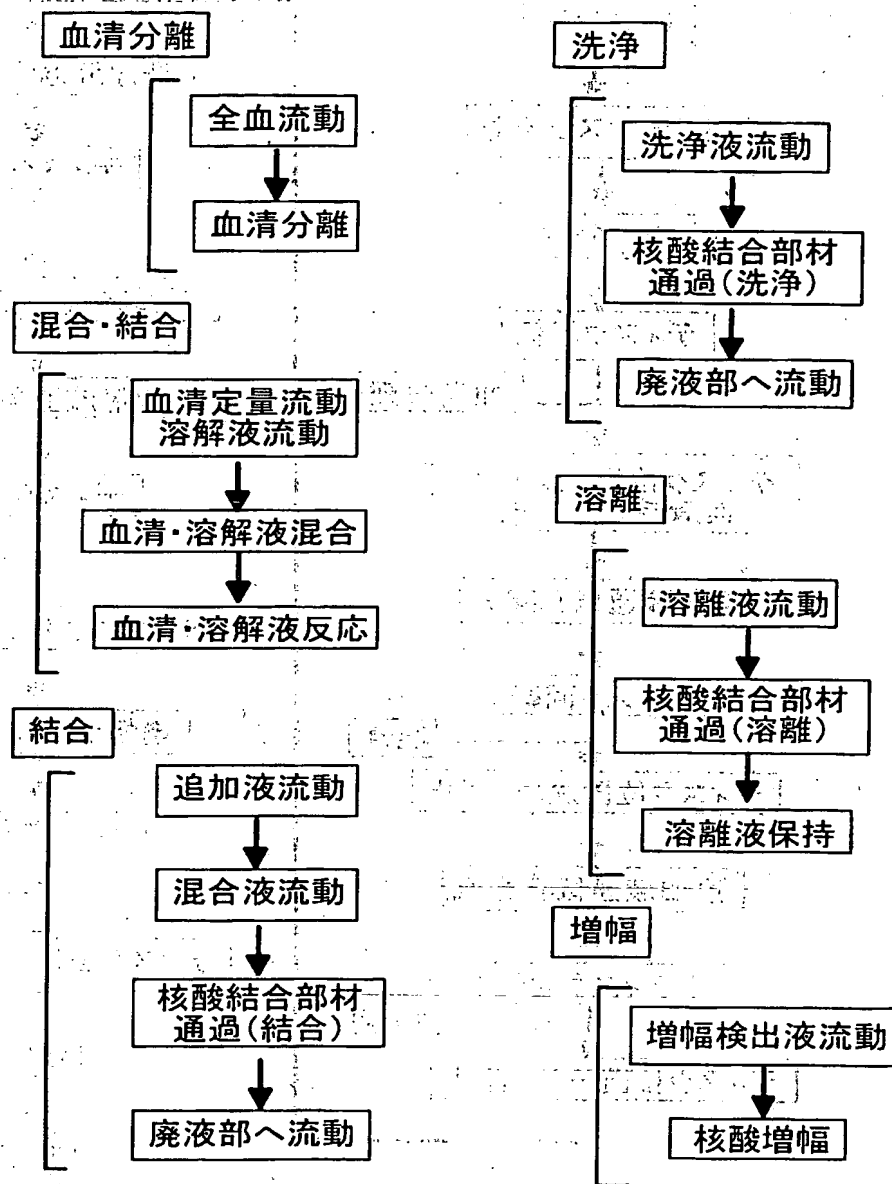 血清分離
全血流動
血清分離
混合・結合
血清定量流動
溶解液流動
血清・溶解液混合
血清・溶解液反応
結合
追加液流動
混合液流動
核酸結合部材
通過(結合)
廃液部へ流動
洗浄
洗浄液流動
核酸結合部材
通過(洗浄)
廃液部へ流動
溶離
溶離液流動
核酸結合部材
通過(溶離)
溶離液保持
増幅
増幅検出液流動
核酸増幅